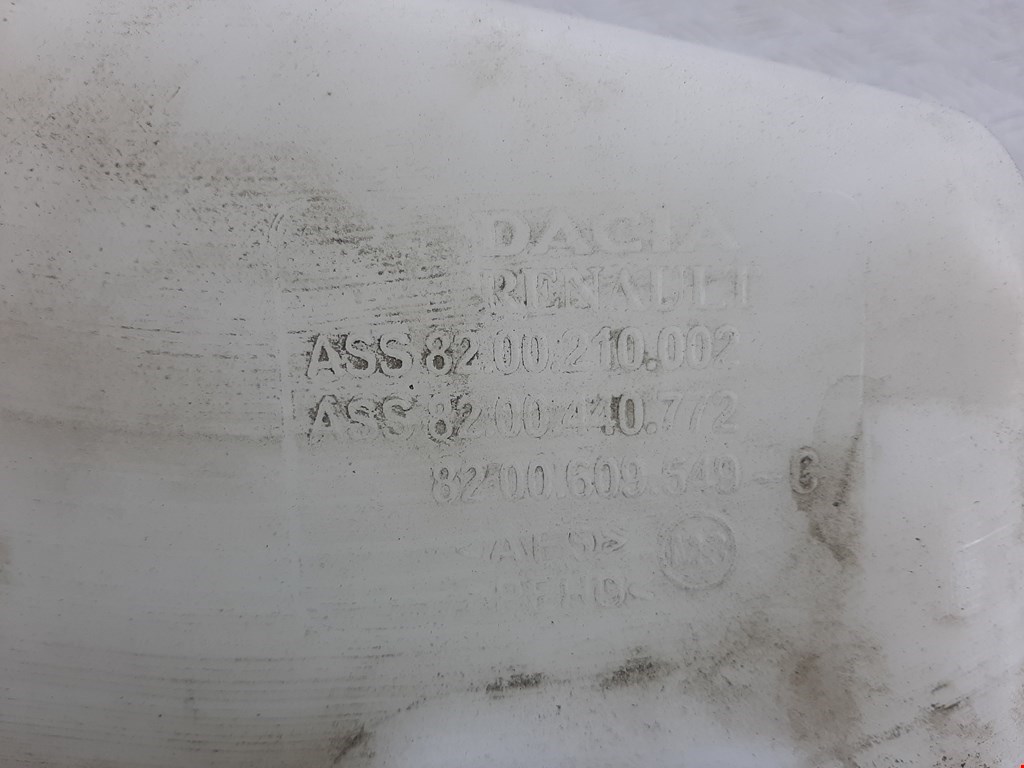 DACIA
RENAULT
ASS 8200.210.002
ASS 8200.440.772
8200.609.549 - C